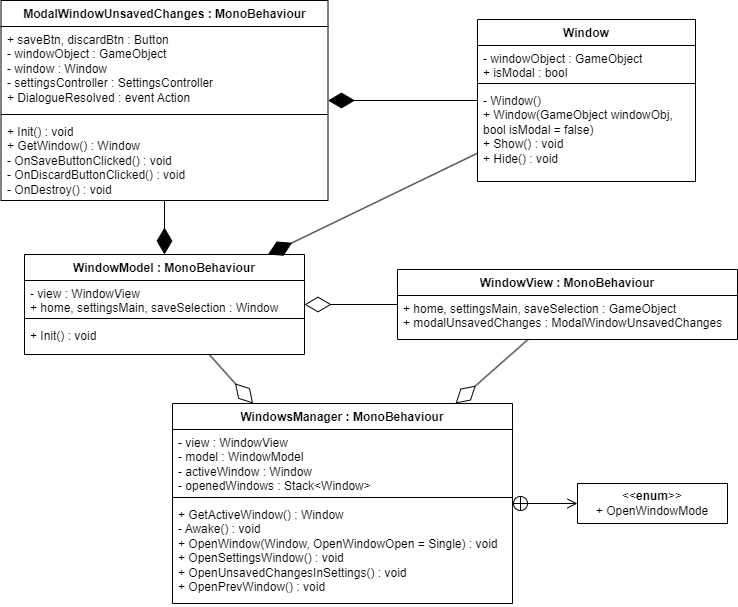 ModalWindowUnsavedChanges : MonoBehaviour
+ saveBtn, discardBtn : Button
- windowObject : GameObject
- window : Window
- settingsController : SettingsController
+ DialogueResolved : event Action
+ Init() : void
+ GetWindow() : Window
- OnSaveButtonClicked() : void
- OnDiscardButtonClicked() : void
- OnDestroy() : void
Window
- windowObject : GameObject
+ isModal : bool
- Window()
+ Window(GameObject windowObj,
bool isModal = false)
+ Show() : void
+ Hide() : void
WindowModel : MonoBehaviour
- view : WindowView
+ home, settingsMain, saveSelection : Window
+ Init() : void
WindowView : MonoBehaviour
+ home, settingsMain, saveSelection : GameObject
+ modalUnsavedChanges : ModalWindowUnsavedChanges
WindowsManager : MonoBehaviour
- view : WindowView
- model : WindowModel
- activeWindow : Window
- openedWindows : Stack<Window>
+ GetActiveWindow() : Window
- Awake() : void
+ OpenWindow(Window, OpenWindowOpen = Single) : void
+ OpenSettingsWindow() : void
+ OpenUnsavedChangesInSettings() : void
+ OpenPrevWindow() : void
<<enum>>
+ OpenWindowMode